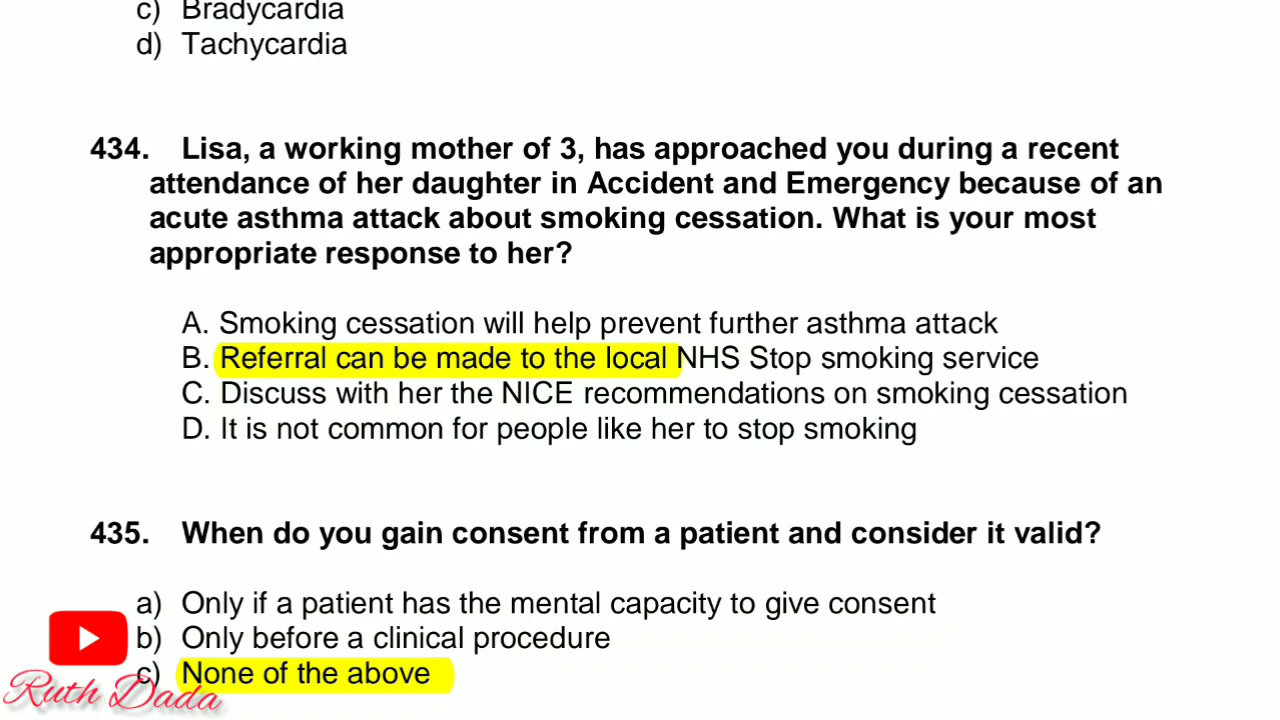 c) Bradycardia
d) Tachycardia
434. Lisa, a working mother of 3, has approached you during a recent
attendance of her daughter in Accident and Emergency because of an
acute asthma attack about smoking cessation. What is your most
appropriate response to her?
A. Smoking cessation will help prevent further asthma attack
B. Referral can be made to the local NHS Stop smoking service
C. Discuss with her the NICE recommendations on smoking cessation
D. It is not common for people like her to stop smoking
435. When do you gain consent from a patient and consider it valid?
a) Only if a patient has the mental capacity to give consent
b) Only before a clinical procedure
c) None of the above
Ruth Dada